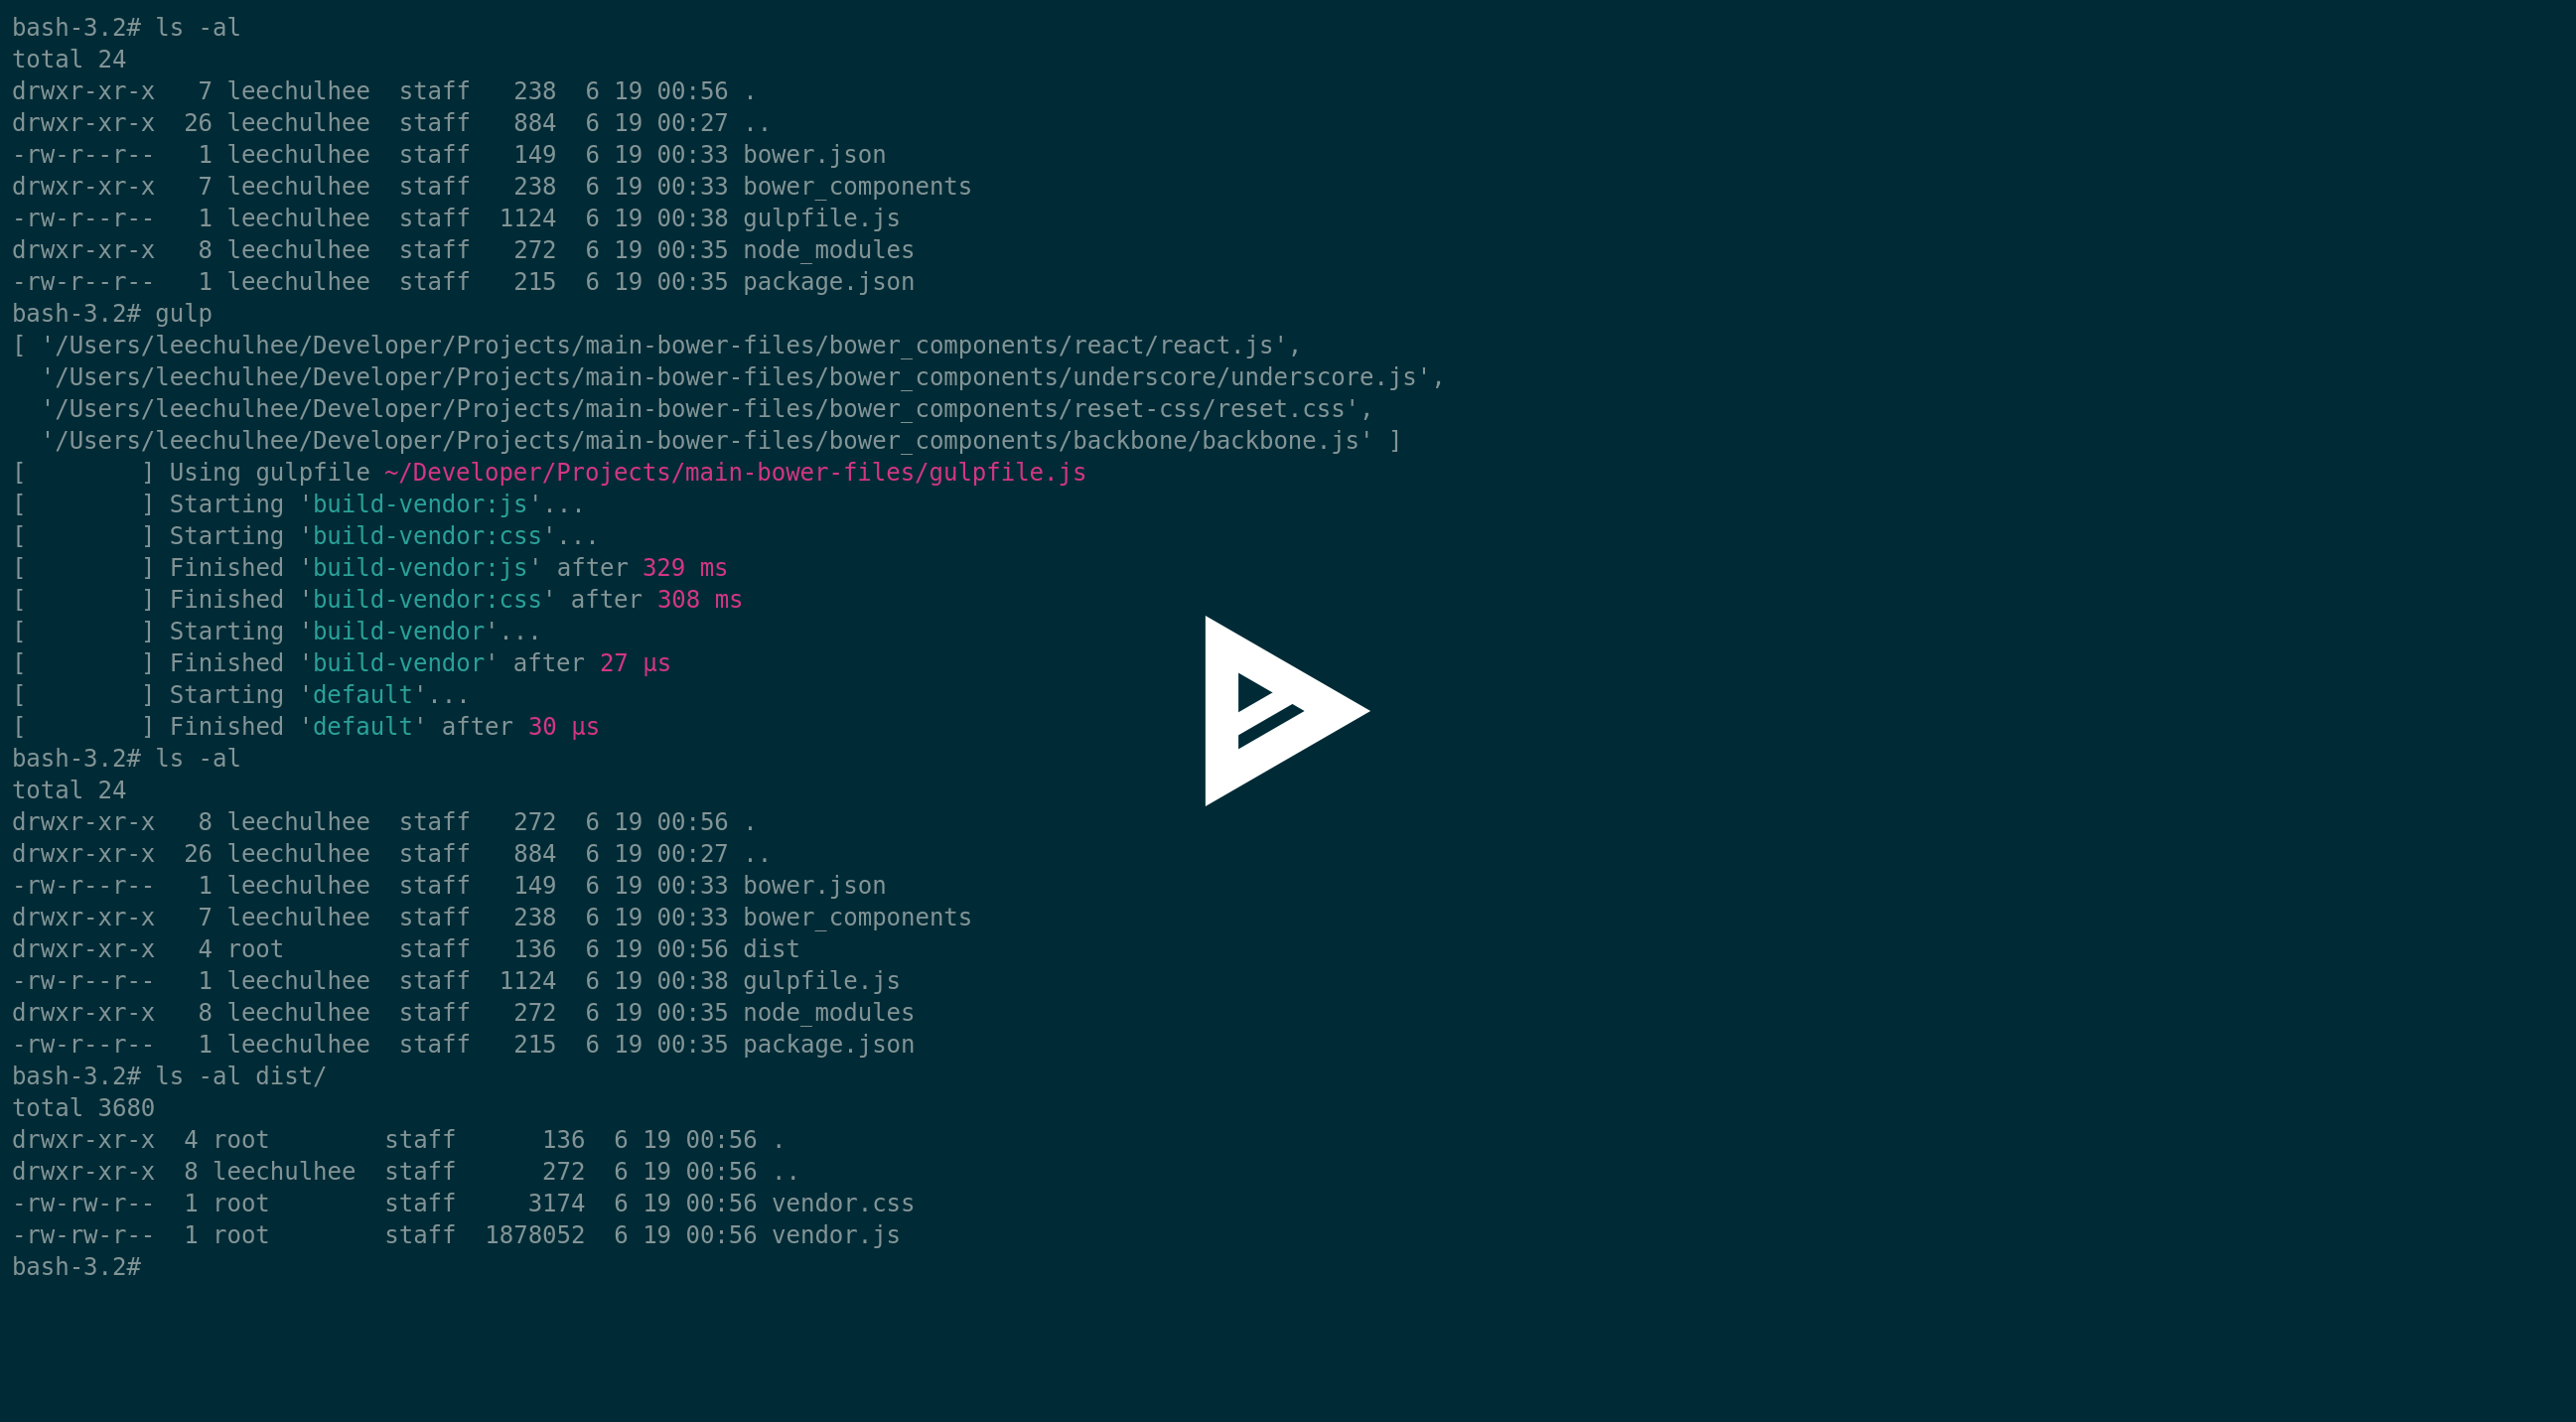 bash-3.2# ls -al
total 24
drwxr-xr-x   7 leechulhee  staff   238  6 19 00:56 .
drwxr-xr-x  26 leechulhee  staff   884  6 19 00:27 ..
-rw-r--r--   1 leechulhee  staff   149  6 19 00:33 bower.json
drwxr-xr-x   7 leechulhee  staff   238  6 19 00:33 bower_components
-rw-r--r--   1 leechulhee  staff  1124  6 19 00:38 gulpfile.js
drwxr-xr-x   8 leechulhee  staff   272  6 19 00:35 node_modules
-rw-r--r--   1 leechulhee  staff   215  6 19 00:35 package.json
bash-3.2# gulp
[ '/Users/leechulhee/Developer/Projects/main-bower-files/bower_components/react/react.js',
  '/Users/leechulhee/Developer/Projects/main-bower-files/bower_components/underscore/underscore.js',
  '/Users/leechulhee/Developer/Projects/main-bower-files/bower_components/reset-css/reset.css',
  '/Users/leechulhee/Developer/Projects/main-bower-files/bower_components/backbone/backbone.js' ]
[        ] Using gulpfile ~/Developer/Projects/main-bower-files/gulpfile.js
[        ] Starting 'build-vendor:js'...
[        ] Starting 'build-vendor:css'...
[        ] Finished 'build-vendor:js' after 329 ms
[        ] Finished 'build-vendor:css' after 308 ms
[        ] Starting 'build-vendor'...
[        ] Finished 'build-vendor' after 27 μs
[        ] Starting 'default'...
[        ] Finished 'default' after 30 μs
bash-3.2# ls -al
total 24
drwxr-xr-x   8 leechulhee  staff   272  6 19 00:56 .
drwxr-xr-x  26 leechulhee  staff   884  6 19 00:27 ..
-rw-r--r--   1 leechulhee  staff   149  6 19 00:33 bower.json
drwxr-xr-x   7 leechulhee  staff   238  6 19 00:33 bower_components
drwxr-xr-x   4 root        staff   136  6 19 00:56 dist
-rw-r--r--   1 leechulhee  staff  1124  6 19 00:38 gulpfile.js
drwxr-xr-x   8 leechulhee  staff   272  6 19 00:35 node_modules
-rw-r--r--   1 leechulhee  staff   215  6 19 00:35 package.json
bash-3.2# ls -al dist/
total 3680
drwxr-xr-x  4 root        staff      136  6 19 00:56 .
drwxr-xr-x  8 leechulhee  staff      272  6 19 00:56 ..
-rw-rw-r--  1 root        staff     3174  6 19 00:56 vendor.css
-rw-rw-r--  1 root        staff  1878052  6 19 00:56 vendor.js
bash-3.2#